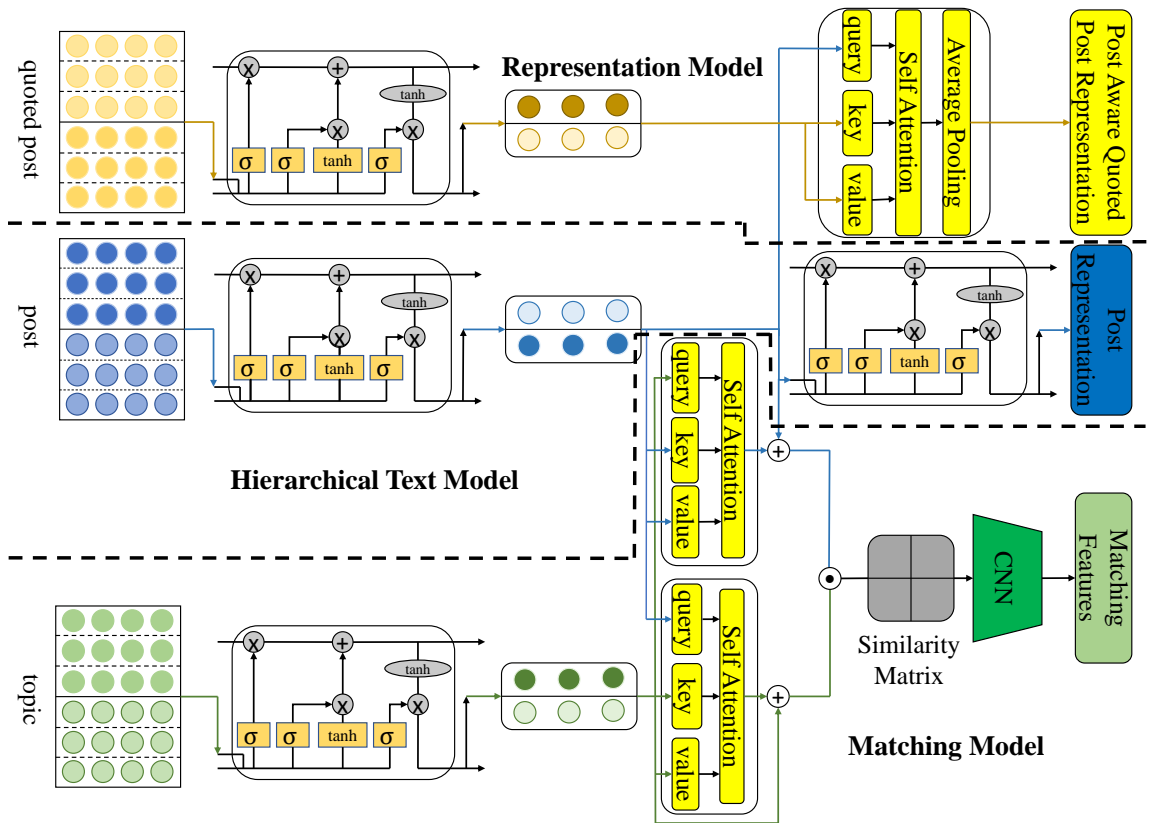 quoted post
×
+
tanh
×
×
σ
σ
tanh
σ
Representation Model
query
key
value
Self Attention
Average Pooling
Post Aware Quoted
Post Representation
post
×
+
tanh
×
×
σ
σ
tanh
σ
×
+
tanh
×
×
σ
σ
tanh
σ
Post
Representation
Hierarchical Text Model
query
key
value
Self Attention
+
topic
×
+
tanh
×
×
σ
σ
tanh
σ
query
key
value
Self Attention
+
Similarity
Matrix
CNN
Matching
Features
Matching Model